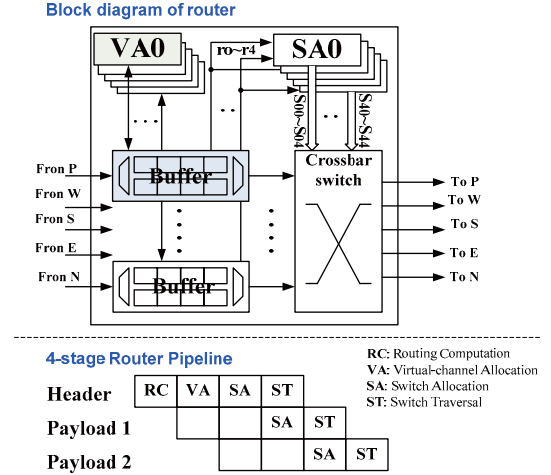 Block diagram of router
VA0
ro~r4
SA0
S00~S04
S40~S44
Fron P
Buffer
Crossbar
switch
To P
Fron W
To W
Fron S
To S
Fron E
To E
Fron N
Buffer
To N
4-stage Router Pipeline
RC: Routing Computation
VA: Virtual-channel Allocation
SA: Switch Allocation
ST: Switch Traversal
Header RC VA SA ST
Payload 1 SA ST
Payload 2 SA ST